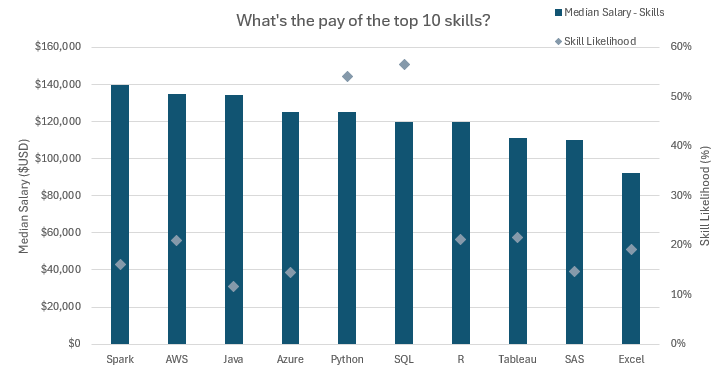 What's the pay of the top 10 skills?
Median Salary - Skills
Skill Likelihood
$160,000
$140,000
$120,000
$100,000
$80,000
$60,000
$40,000
$20,000
$0
Median Salary ($USD)
60%
50%
40%
30%
20%
10%
0%
Skill Likelihood (%)
Spark AWS Java Azure Python SQL R Tableau SAS Excel